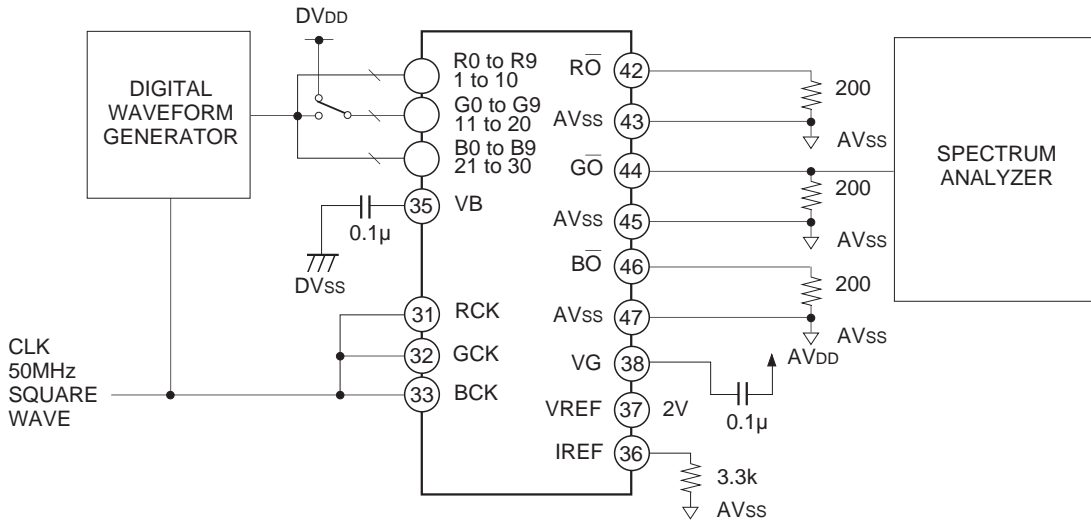 DVDD
DIGITAL
WAVEFORM
GENERATOR
R0 to R9
1 to 10
G0 to G9
11 to 20
B0 to B9
21 to 30
35
VB
0.1µ
DVss
31
RCK
32
GCK
33
BCK
CLK
50MHz
SQUARE
WAVE
RO̅
42
200
AVss
43
AVss
GO̅
44
200
AVss
45
AVss
BO̅
46
200
AVss
47
AVss
VG
38
AVDD
0.1µ
VREF
37
2V
IREF
36
3.3k
AVss
SPECTRUM
ANALYZER